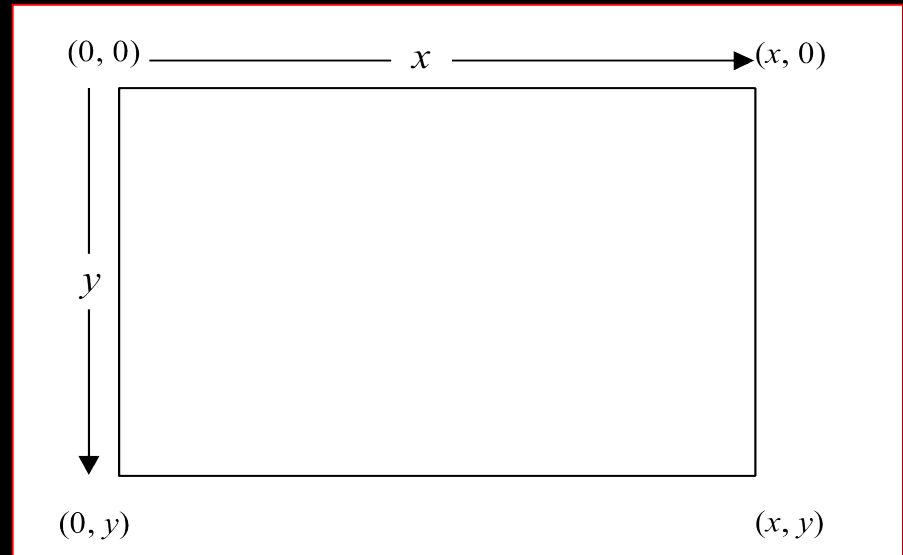 (0, 0) x (x, 0)
y
(0, y) (x, y)